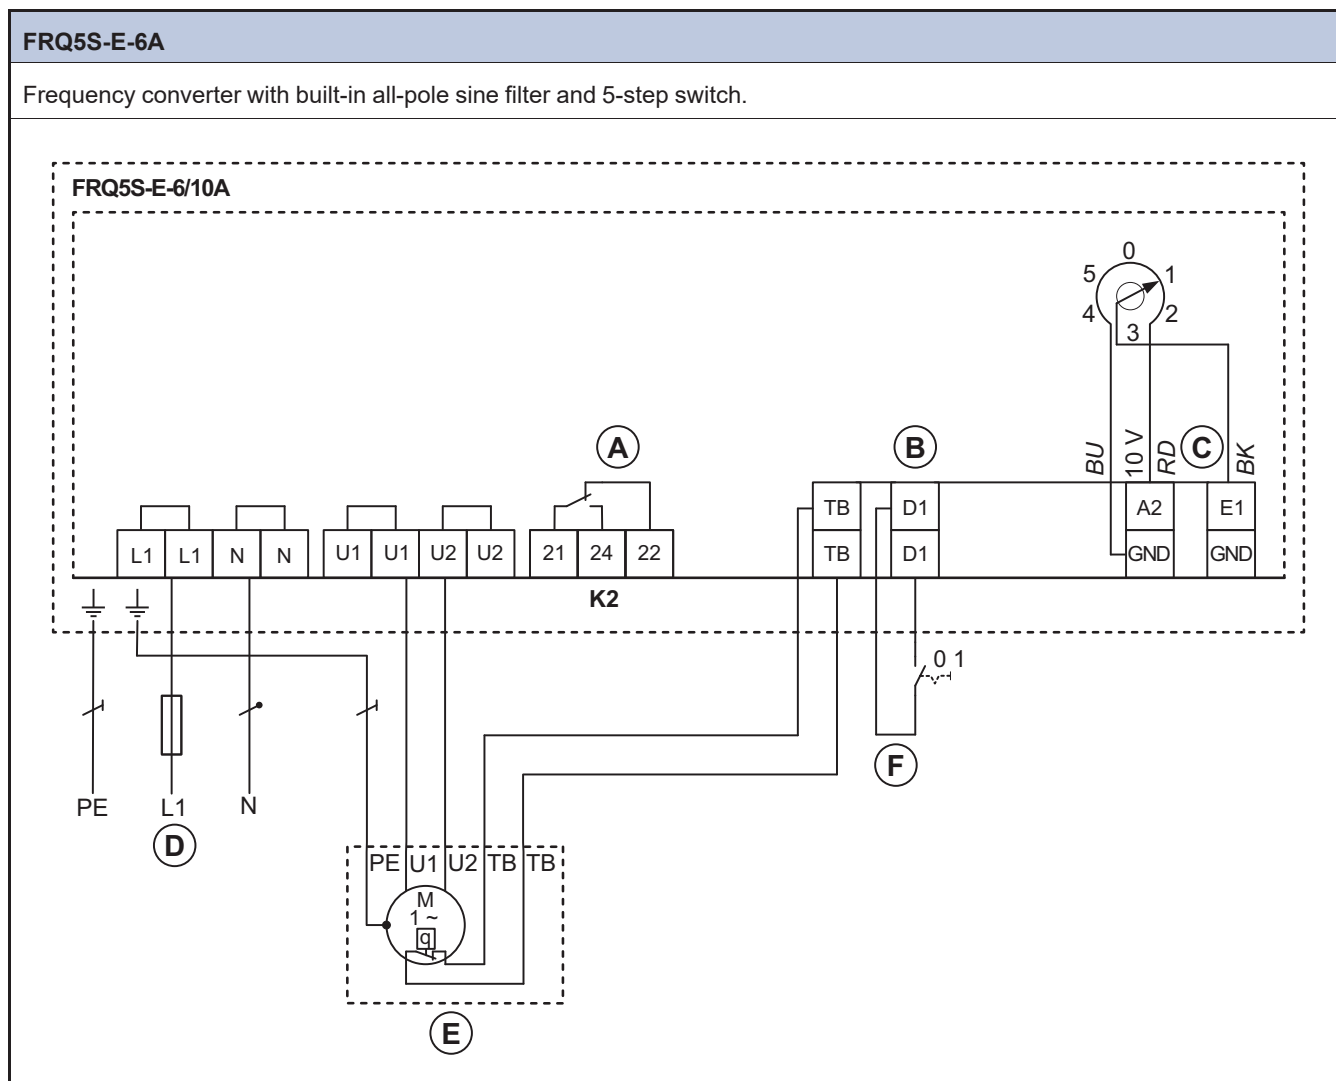 FRQ5S-E-6A
Frequency converter with built-in all-pole sine filter and 5-step switch.
FRQ5S-E-6/10A
0
5 1
4 2
3
A B C
BU 10 V RD BK
TB D1 A2 E1
L1 L1 N N U1 U1 U2 U2 21 24 22 TB D1 GND GND
K2
0 1
F
PE L1 N
D
PE U1 U2 TB TB
M
1 ~
q
E